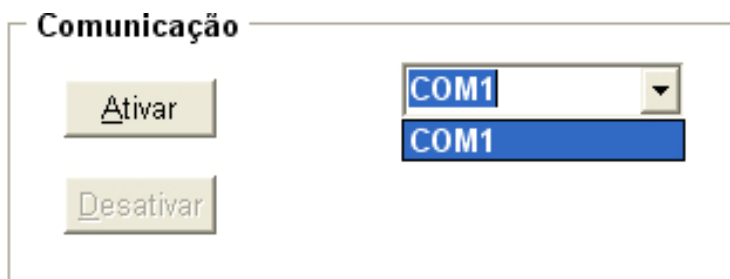 Comunicação
Ativar
COM1
COM1
Desativar